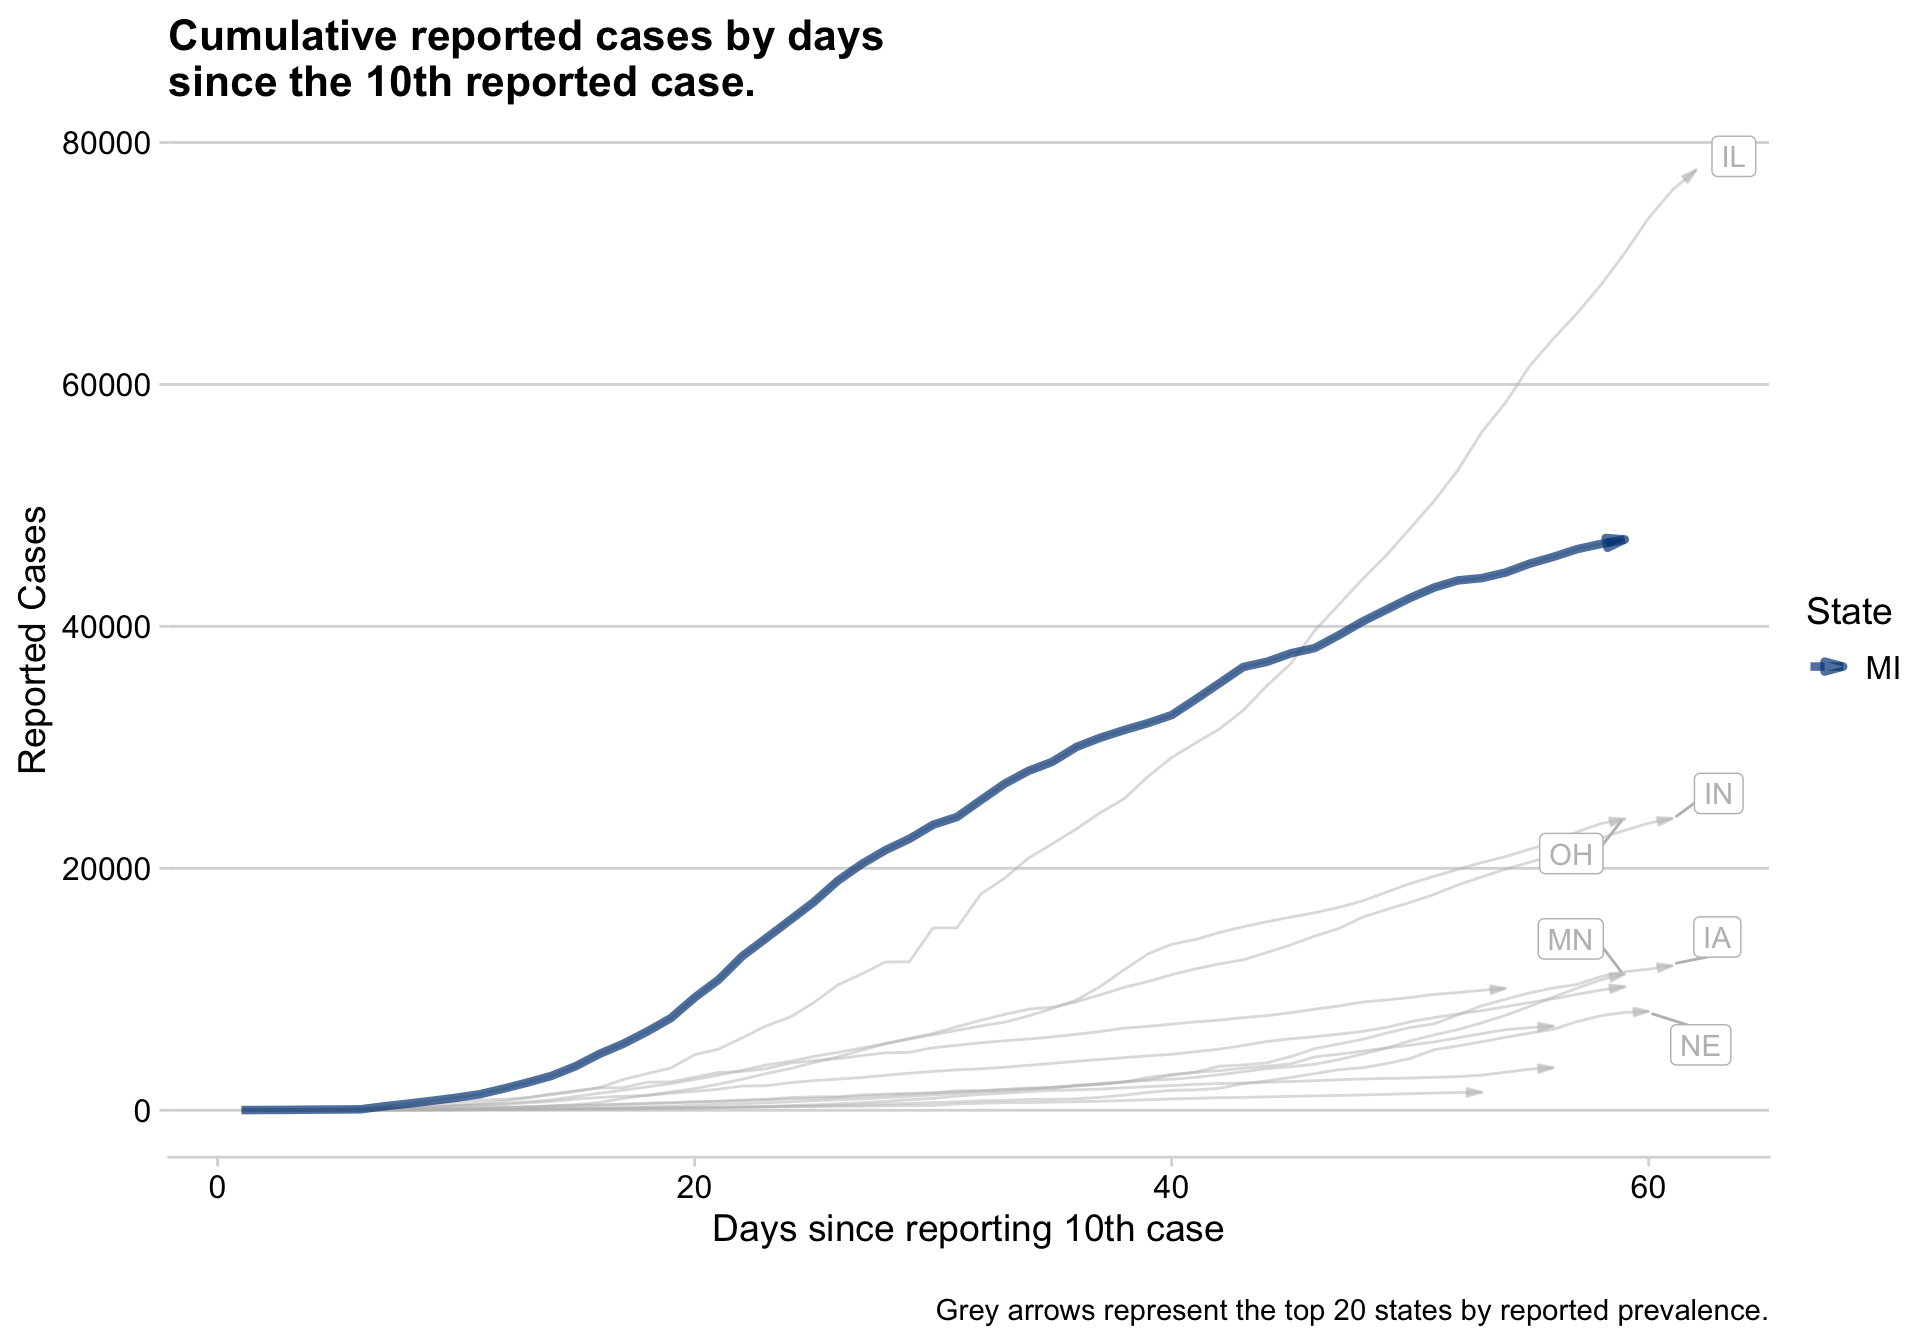 Cumulative reported cases by days
since the 10th reported case.
80000
60000
40000
20000
0
Reported Cases
IL
IN
OH
MN
IA
NE
State
MI
0 20 40 60
Days since reporting 10th case
Grey arrows represent the top 20 states by reported prevalence.